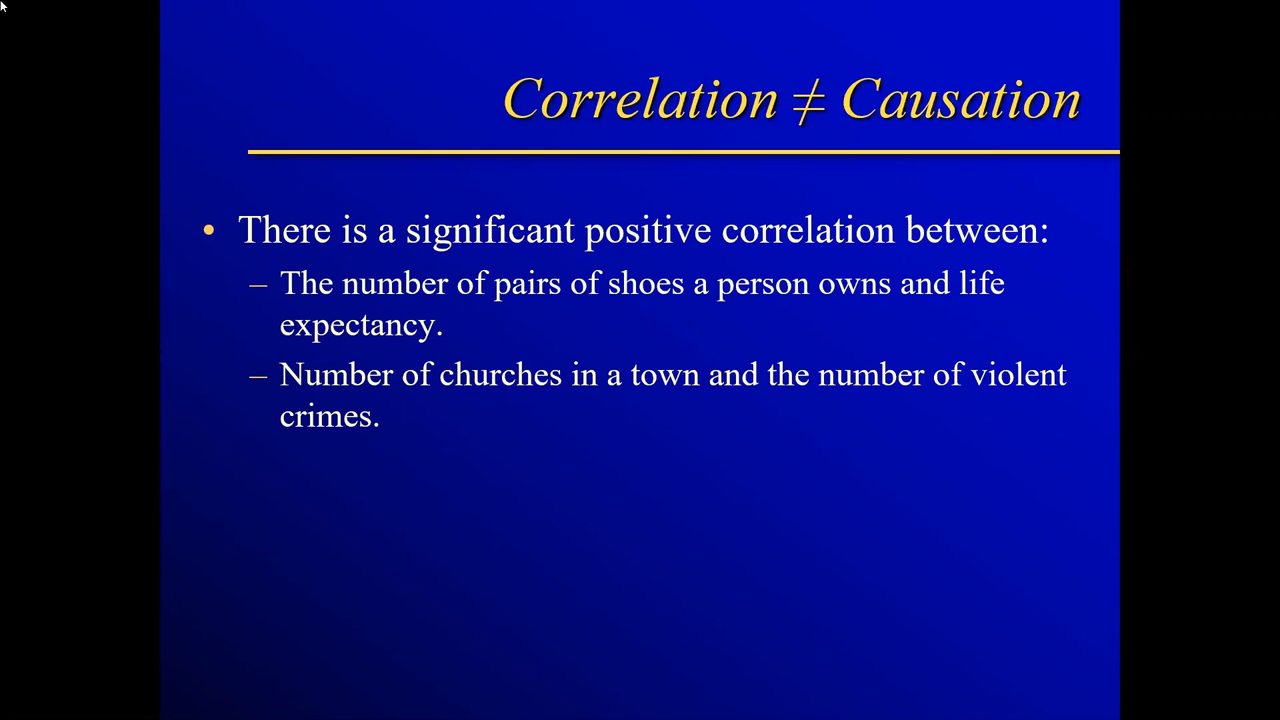 Correlation ≠ Causation
• There is a significant positive correlation between:
– The number of pairs of shoes a person owns and life
expectancy.
– Number of churches in a town and the number of violent
crimes.